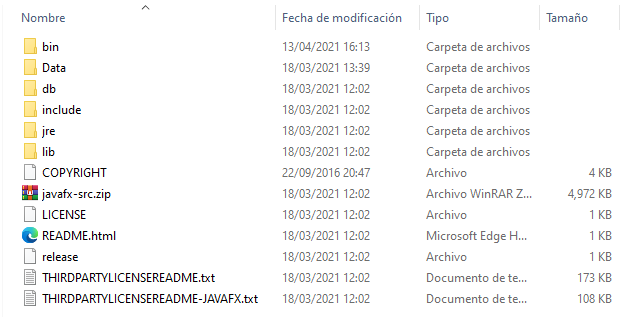 Nombre Fecha de modificación Tipo Tamaño
bin 13/04/2021 16:13 Carpeta de archivos
Data 18/03/2021 13:39 Carpeta de archivos
db 18/03/2021 12:02 Carpeta de archivos
include 18/03/2021 12:02 Carpeta de archivos
jre 18/03/2021 12:02 Carpeta de archivos
lib 18/03/2021 12:02 Carpeta de archivos
COPYRIGHT 22/09/2016 20:47 Archivo 4 KB
javafx-src.zip 18/03/2021 12:02 Archivo WinRAR Z... 4,972 KB
LICENSE 18/03/2021 12:02 Archivo 1 KB
README.html 18/03/2021 12:02 Microsoft Edge H... 1 KB
release 18/03/2021 12:02 Archivo 1 KB
THIRDPARTYLICENSEREADME.txt 18/03/2021 12:02 Documento de te... 173 KB
THIRDPARTYLICENSEREADME-JAVAFX.txt 18/03/2021 12:02 Documento de te... 108 KB